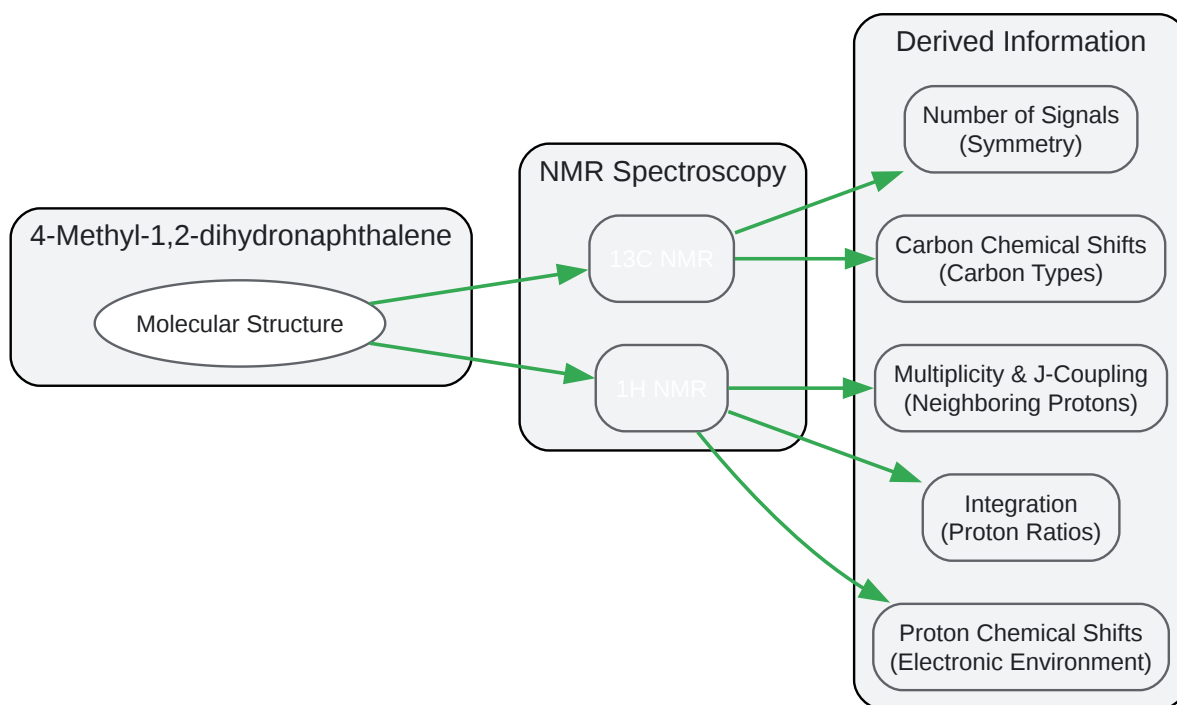 4-Methyl-1,2-dihydronaphthalene
Molecular Structure
NMR Spectroscopy
13C NMR
1H NMR
Derived Information
Number of Signals
(Symmetry)
Carbon Chemical Shifts
(Carbon Types)
Multiplicity & J-Coupling
(Neighboring Protons)
Integration
(Proton Ratios)
Proton Chemical Shifts
(Electronic Environment)